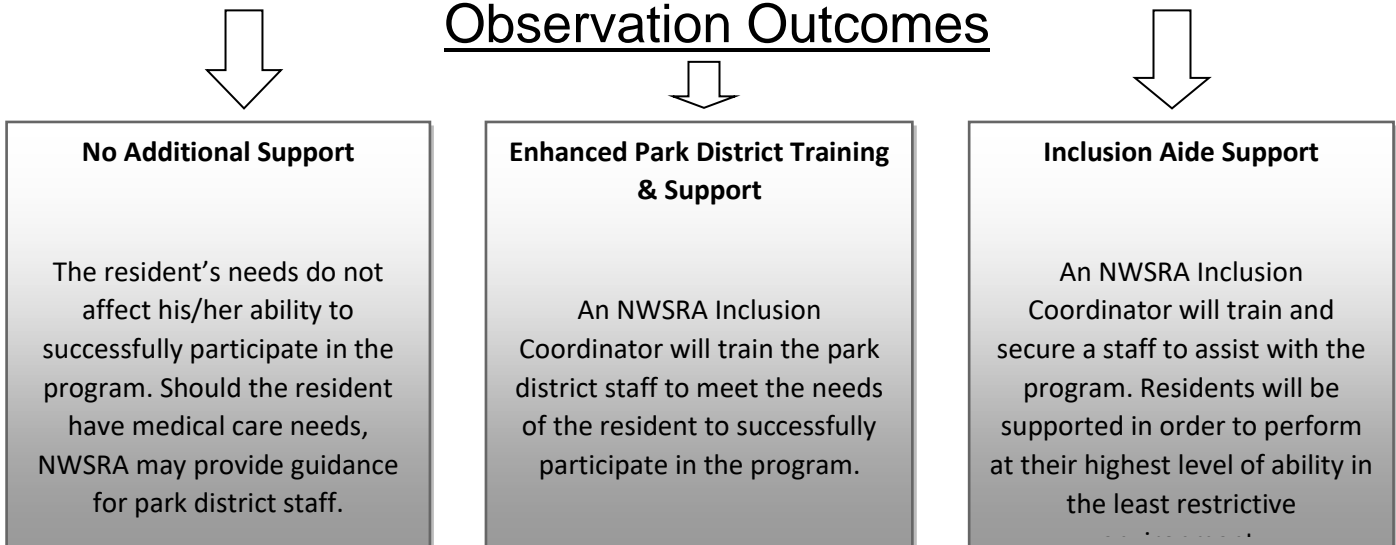 Observation Outcomes
No Additional Support
The resident’s needs do not
affect his/her ability to
successfully participate in the
program. Should the resident
have medical care needs,
NWSRA may provide guidance
for park district staff.
Enhanced Park District Training
& Support
An NWSRA Inclusion
Coordinator will train the park
district staff to meet the needs
of the resident to successfully
participate in the program.
Inclusion Aide Support
An NWSRA Inclusion
Coordinator will train and
secure a staff to assist with the
program. Residents will be
supported in order to perform
at their highest level of ability in
the least restrictive